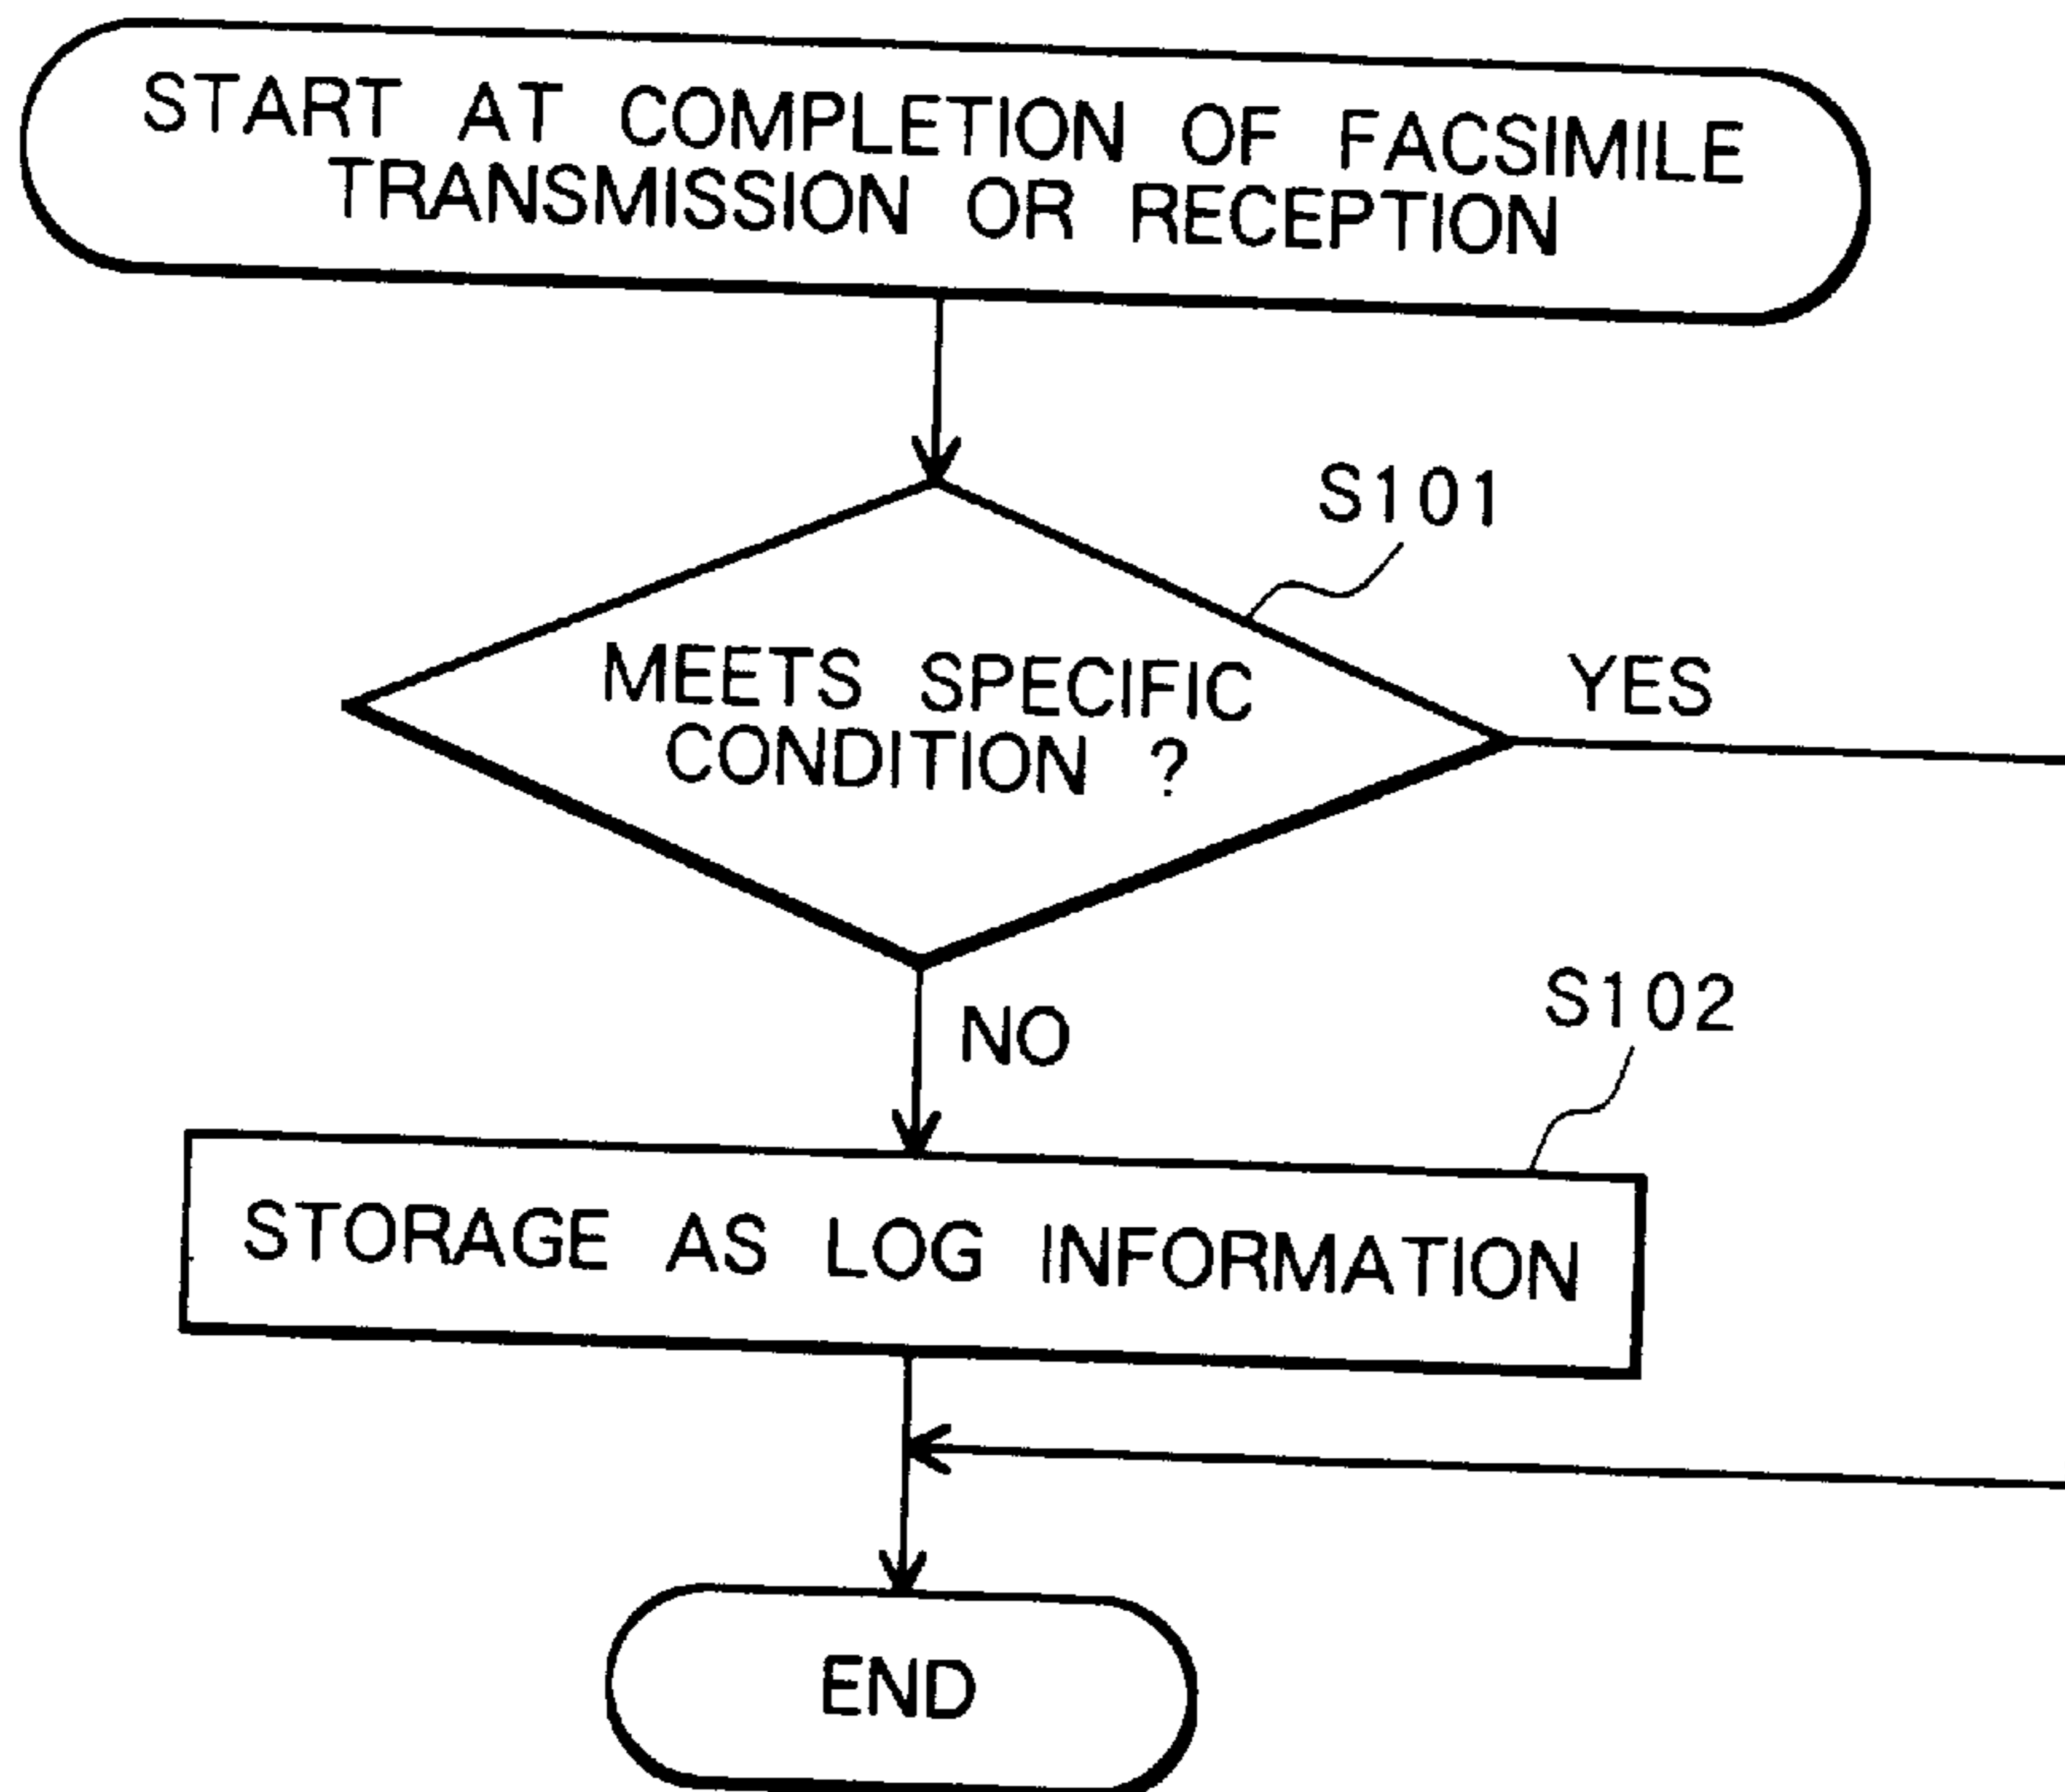 START AT COMPLETION OF FACSIMILE
TRANSMISSION OR RECEPTION
S101
MEETS SPECIFIC
CONDITION ?
YES
NO
S102
STORAGE AS LOG INFORMATION
END